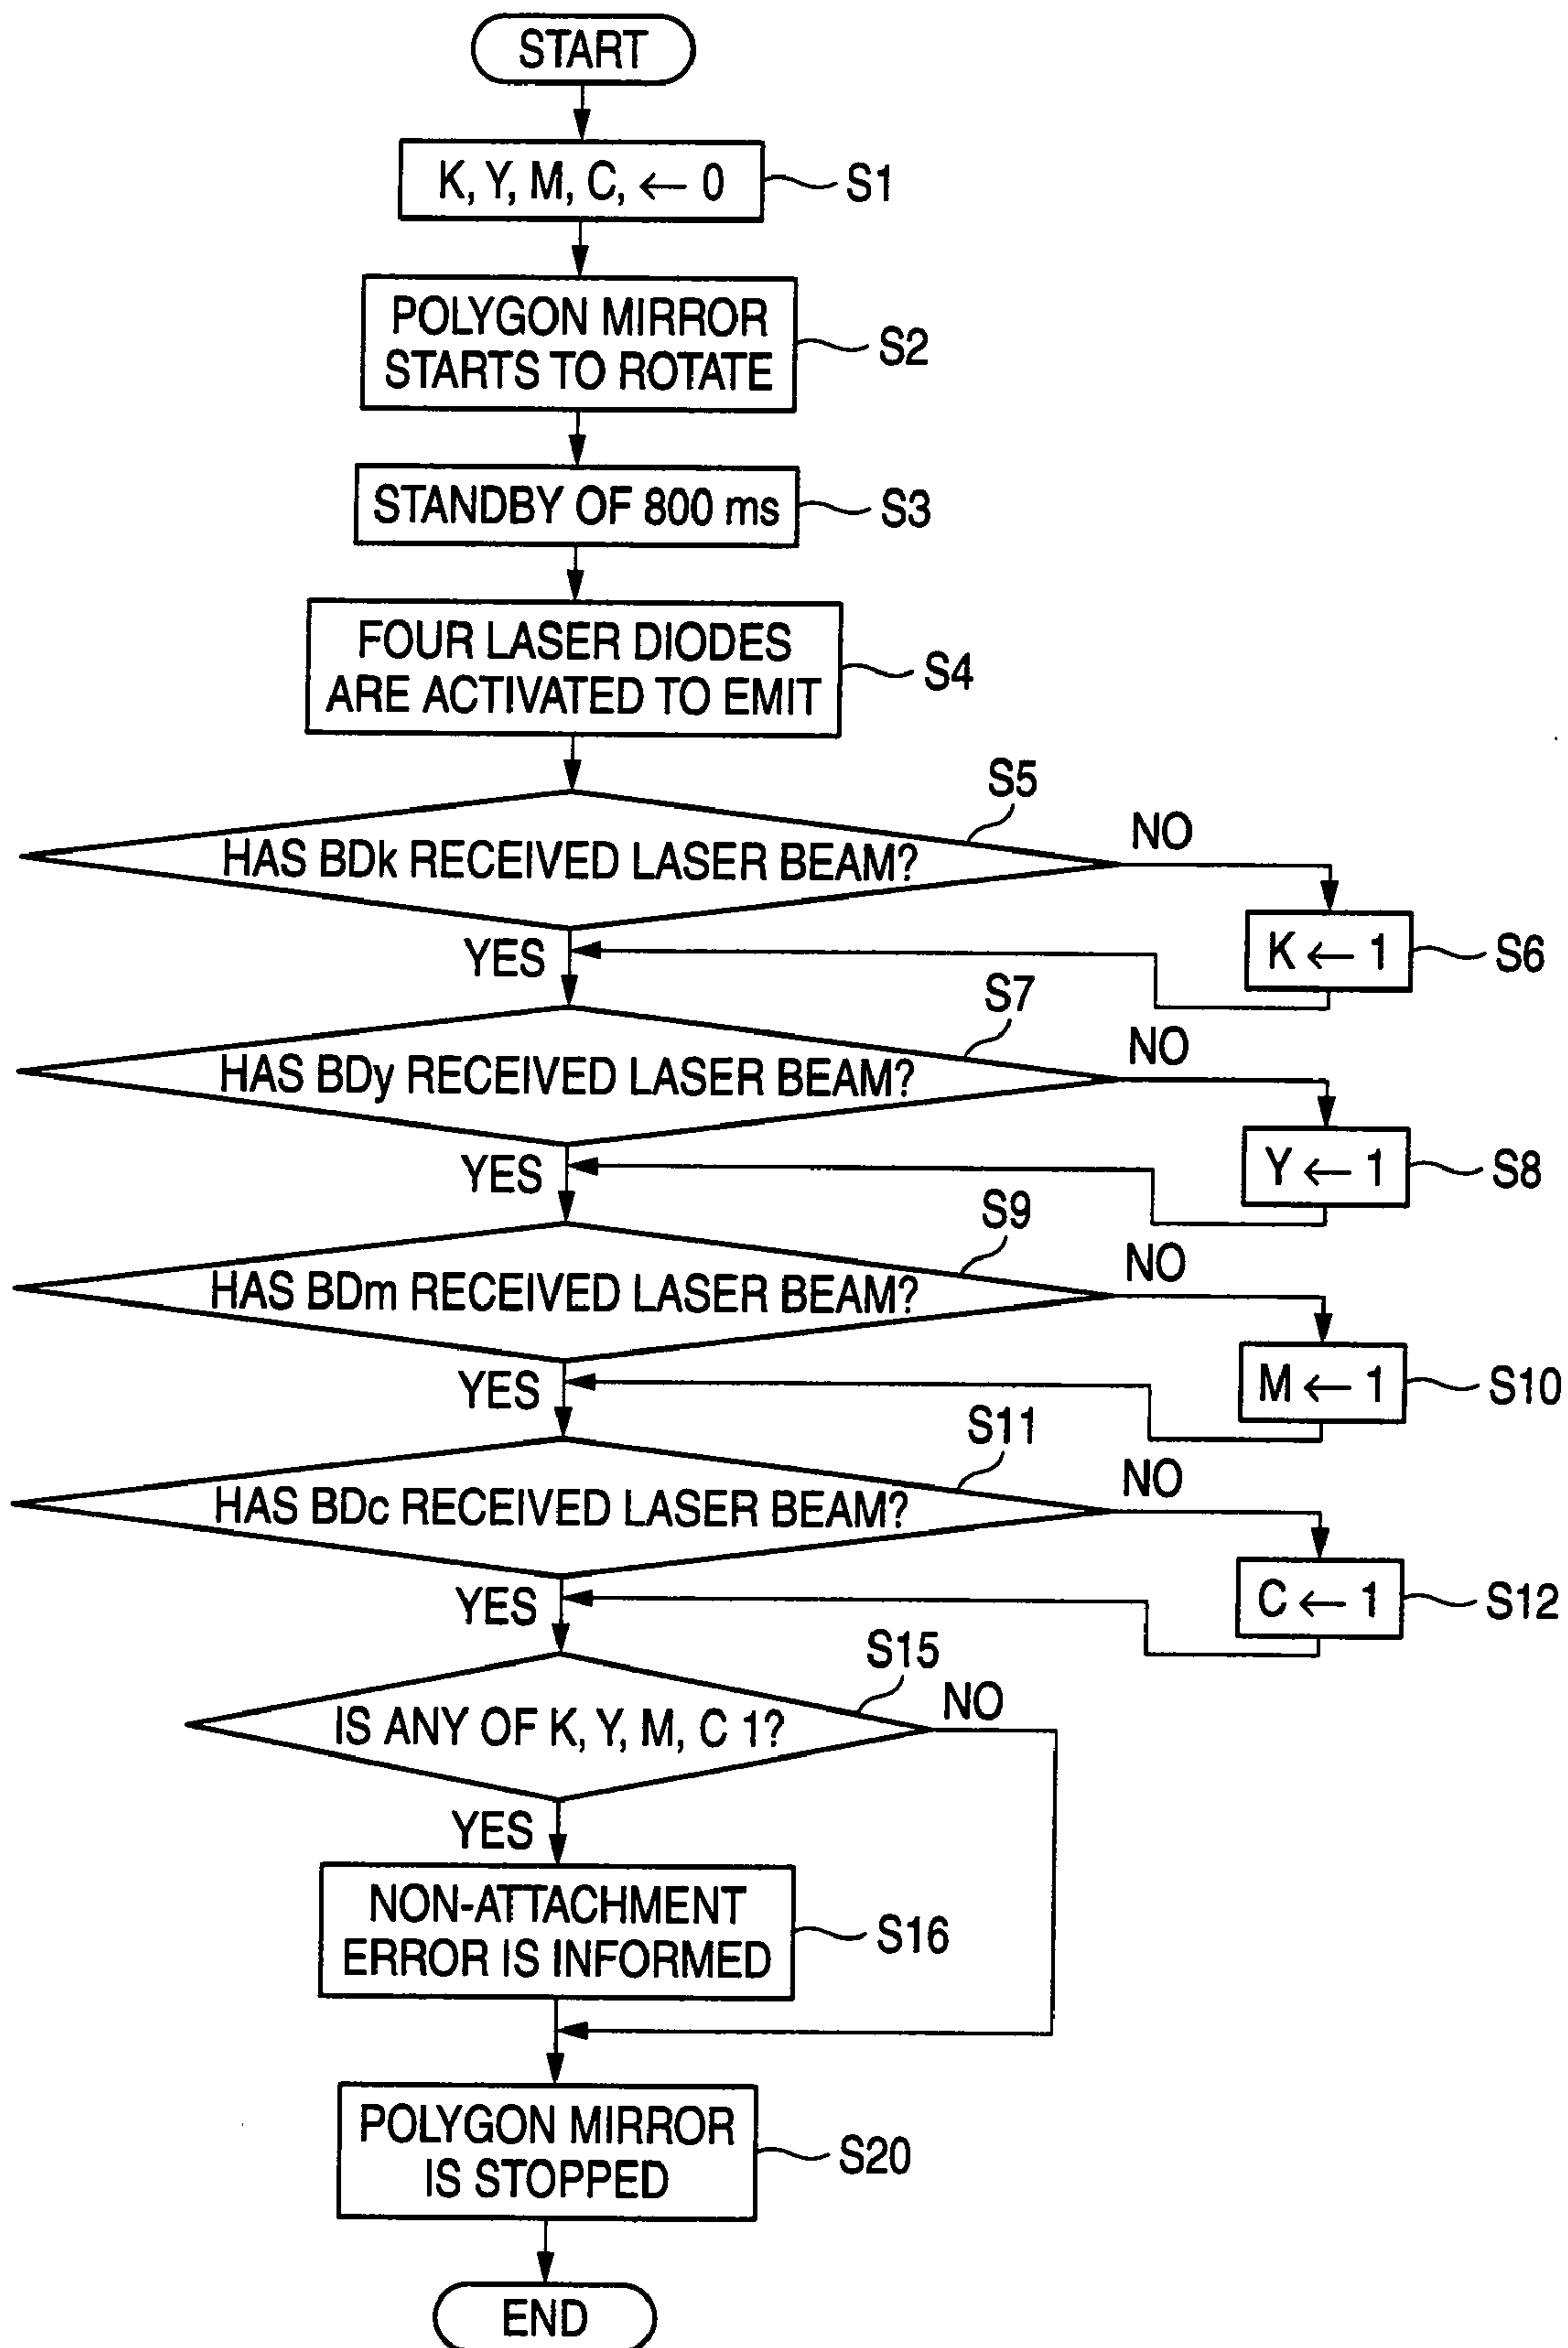 START
K, Y, M, C, ← 0
S1
POLYGON MIRROR
STARTS TO ROTATE
S2
STANDBY OF 800 ms
S3
FOUR LASER DIODES
ARE ACTIVATED TO EMIT
S4
S5
HAS BDk RECEIVED LASER BEAM?
NO
YES
K ← 1
S6
S7
HAS BDy RECEIVED LASER BEAM?
NO
YES
Y ← 1
S8
S9
HAS BDm RECEIVED LASER BEAM?
NO
YES
M ← 1
S10
S11
HAS BDc RECEIVED LASER BEAM?
NO
YES
C ← 1
S12
S15
IS ANY OF K, Y, M, C 1?
NO
YES
NON-ATTACHMENT
ERROR IS INFORMED
S16
POLYGON MIRROR
IS STOPPED
S20
END